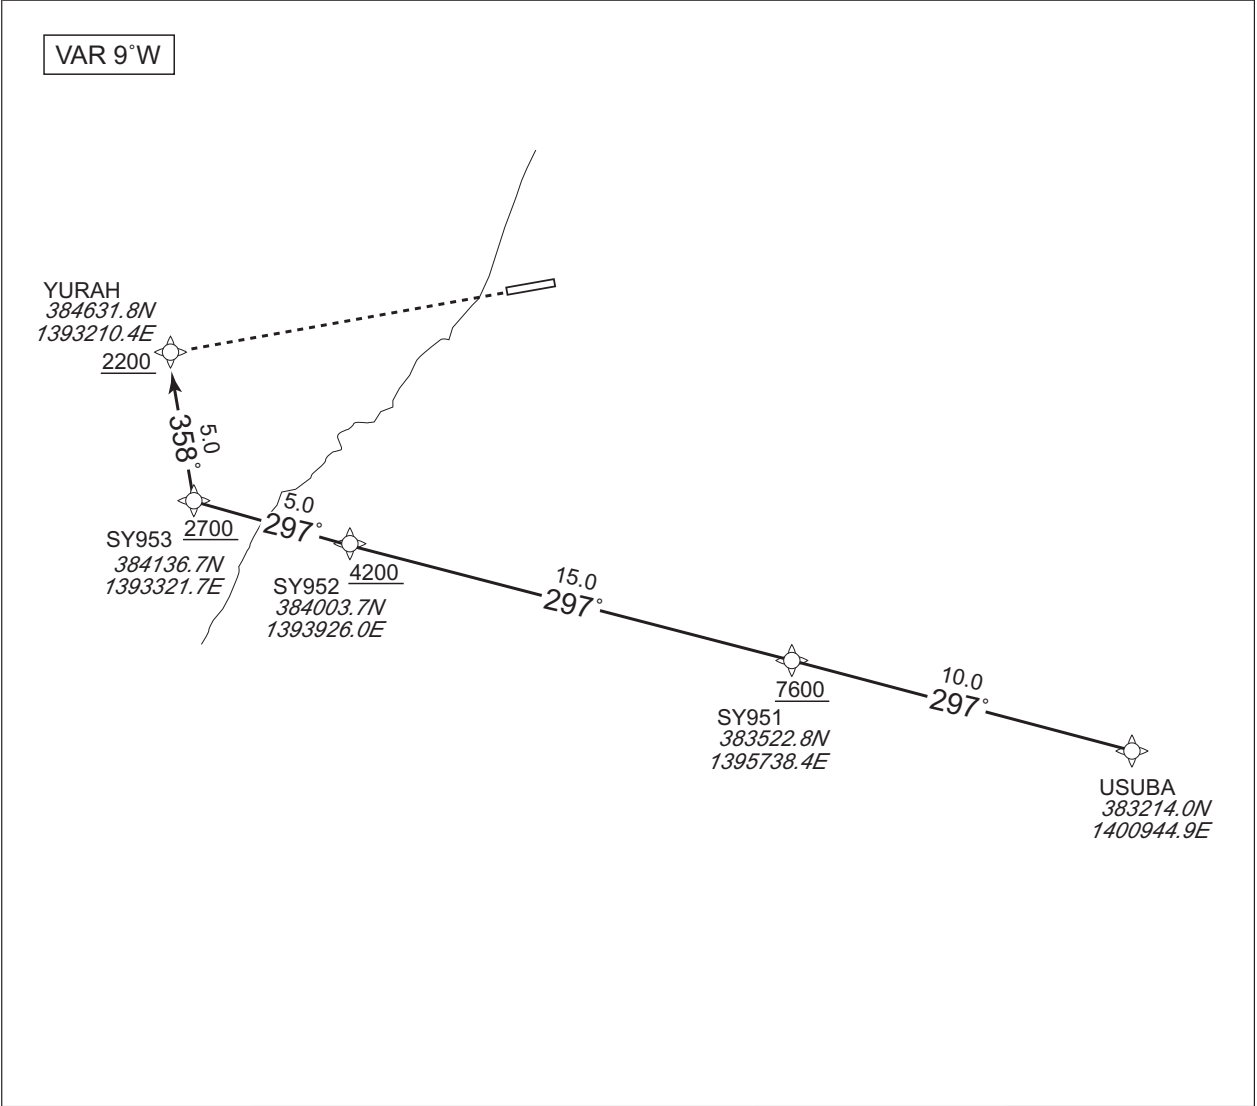 VAR 9°W
YURAH
384631.8N
1393210.4E
2200
5.0
358°
SY953
2700
384136.7N
1393321.7E
5.0
297°
SY952
4200
384003.7N
1393926.0E
15.0
297°
7600
SY951
383522.8N
1395738.4E
10.0
297°
USUBA
383214.0N
1400944.9E